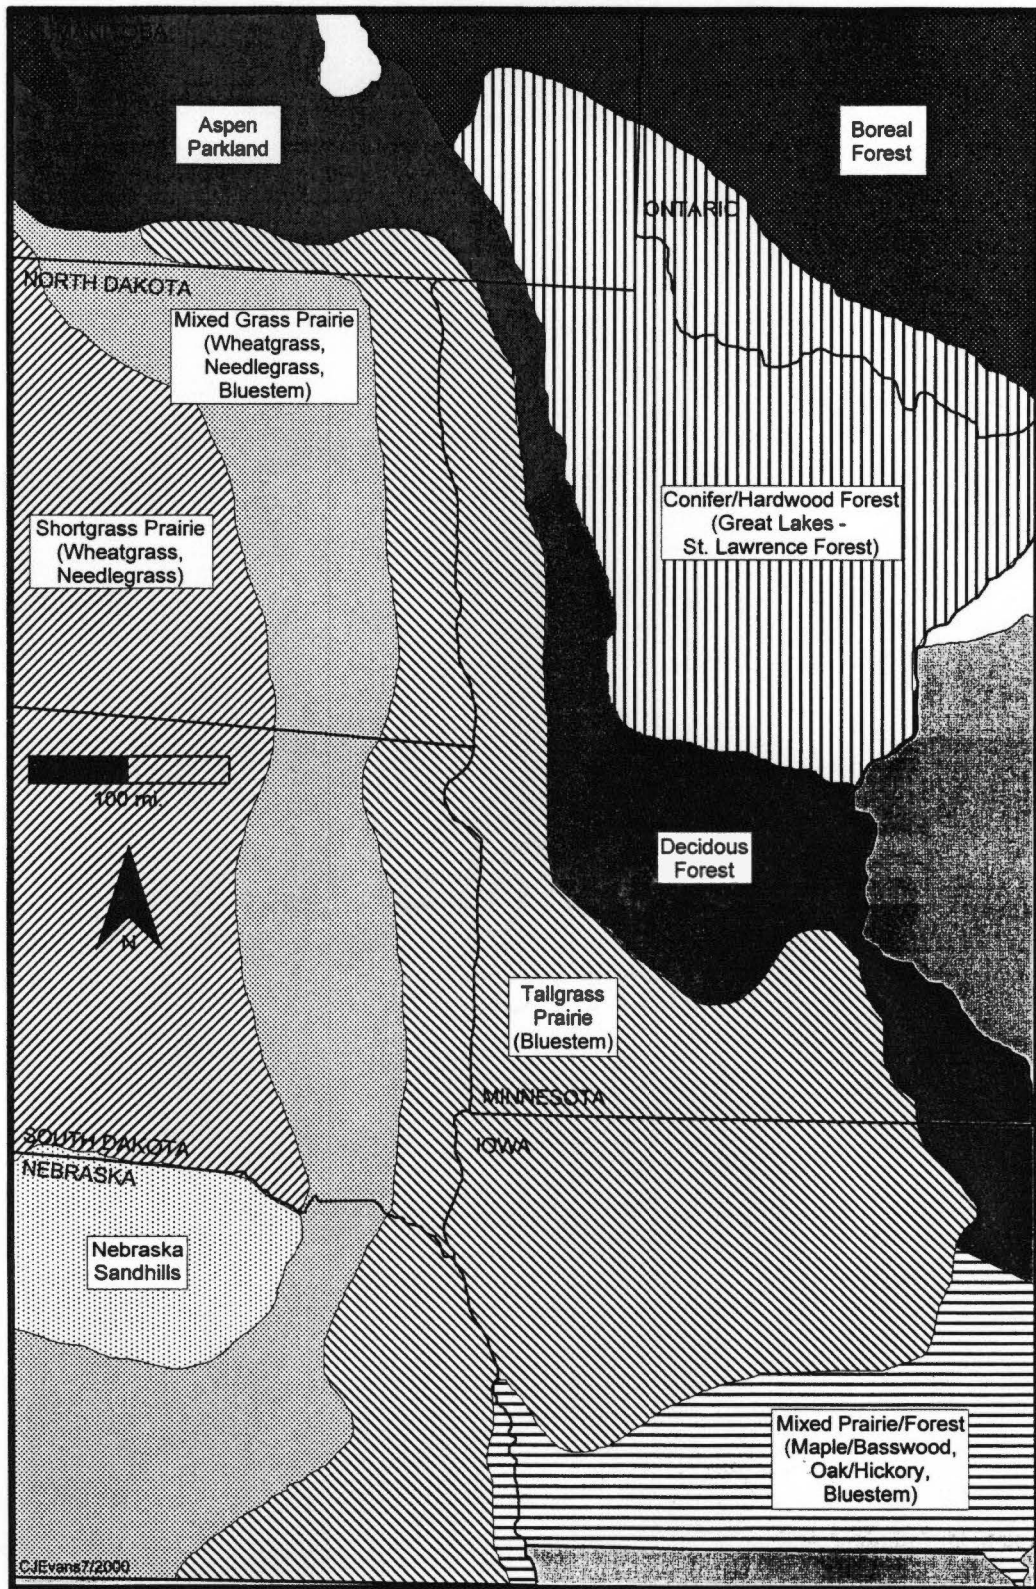 MANITOBA
Aspen
Parkland
Boreal
Forest
ONTARIO
NORTH DAKOTA
Mixed Grass Prairie
(Wheatgrass,
Needlegrass,
Bluestem)
Shortgrass Prairie
(Wheatgrass,
Needlegrass)
Conifer/Hardwood Forest
(Great Lakes -
St. Lawrence Forest)
100 mi.
Decidous
Forest
N
Tallgrass
Prairie
(Bluestem)
MINNESOTA
SOUTH DAKOTA
IOWA
NEBRASKA
Nebraska
Sandhills
Mixed Prairie/Forest
(Maple/Basswood,
Oak/Hickory,
Bluestem)
CJEvans7/2000